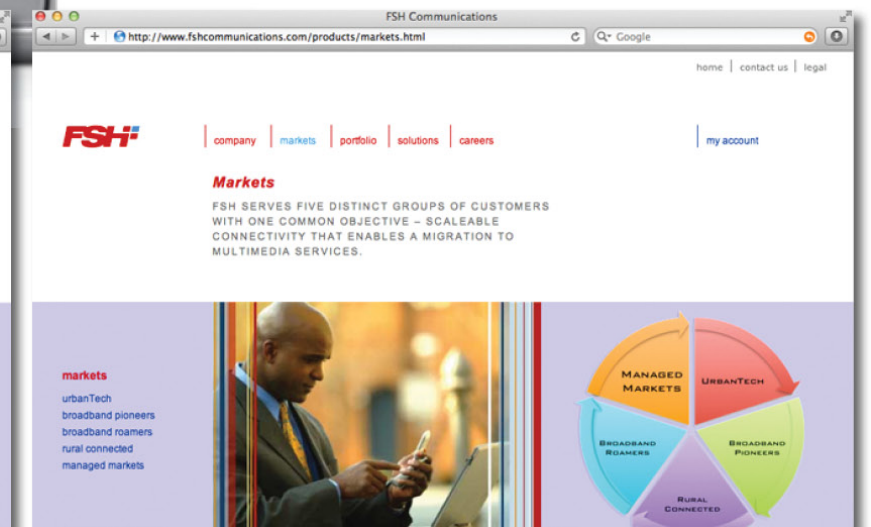 FSH Communications
http://www.fshcommunications.com/products/markets.html
Google
home | contact us | legal
FSH
company | markets | portfolio | solutions | careers
my account
Markets
FSH SERVES FIVE DISTINCT GROUPS OF CUSTOMERS
WITH ONE COMMON OBJECTIVE – SCALEABLE
CONNECTIVITY THAT ENABLES A MIGRATION TO
MULTIMEDIA SERVICES.
markets
urbanTech
broadband pioneers
broadband roamers
rural connected
managed markets
MANAGED
MARKETS
URBANTECH
BROADBAND
ROAMERS
BROADBAND
PIONEERS
RURAL
CONNECTED